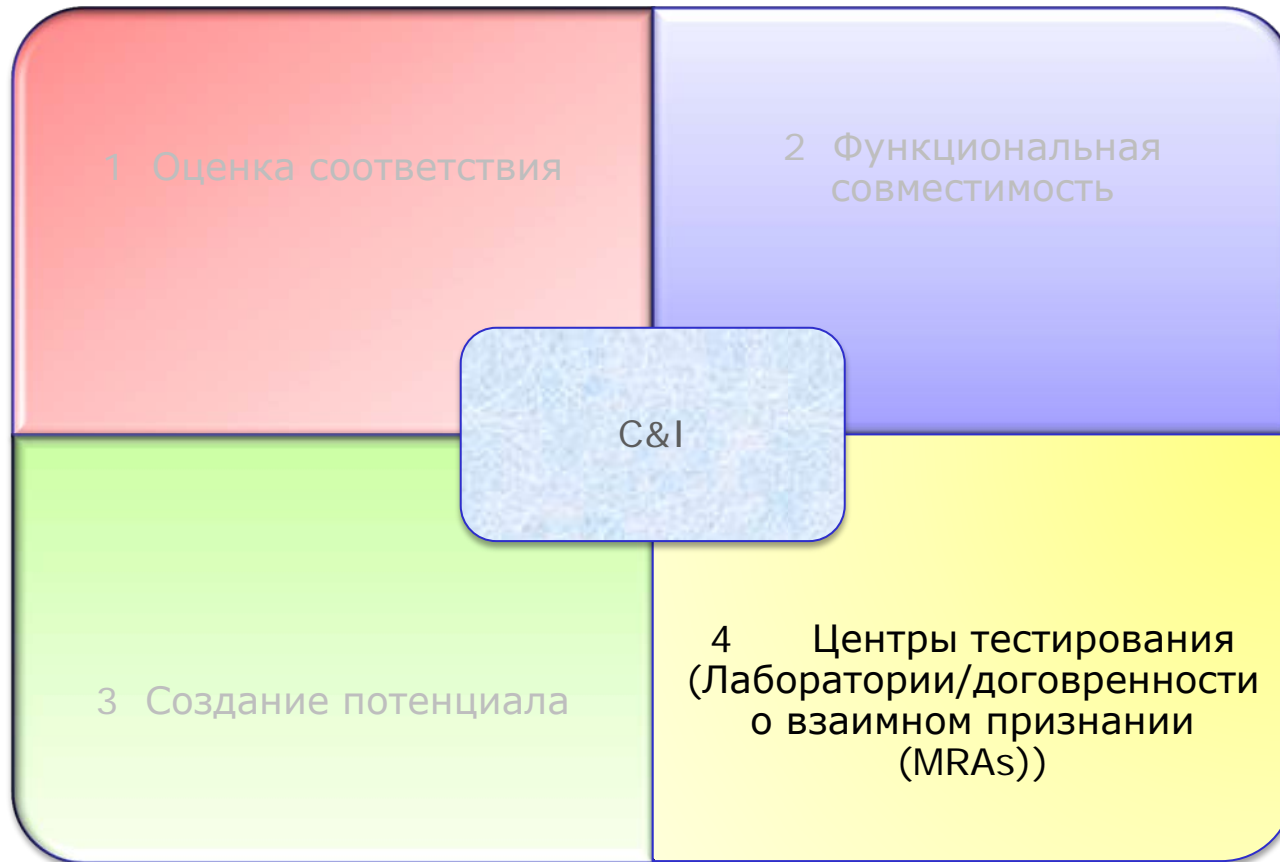 1 Оценка соответствия
2 Функциональная
совместимость
C&I
3 Создание потенциала
4 Центры тестирования
(Лаборатории/договренности
о взаимном признании
(MRAs))